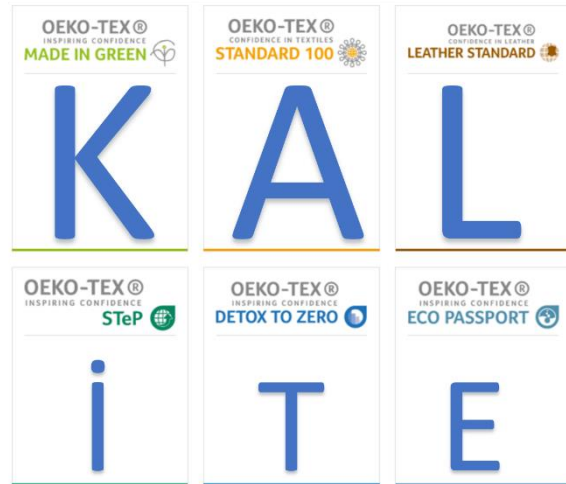 OEKO-TEX®
INSPIRING CONFIDENCE
MADE IN GREEN
K
OEKO-TEX®
CONFIDENCE IN TEXTILES
STANDARD 100
A
OEKO-TEX®
CONFIDENCE IN LEATHER
LEATHER STANDARD
L
OEKO-TEX®
INSPIRING CONFIDENCE
STeP
İ
OEKO-TEX®
INSPIRING CONFIDENCE
DETOX TO ZERO
T
OEKO-TEX®
INSPIRING CONFIDENCE
ECO PASSPORT
E